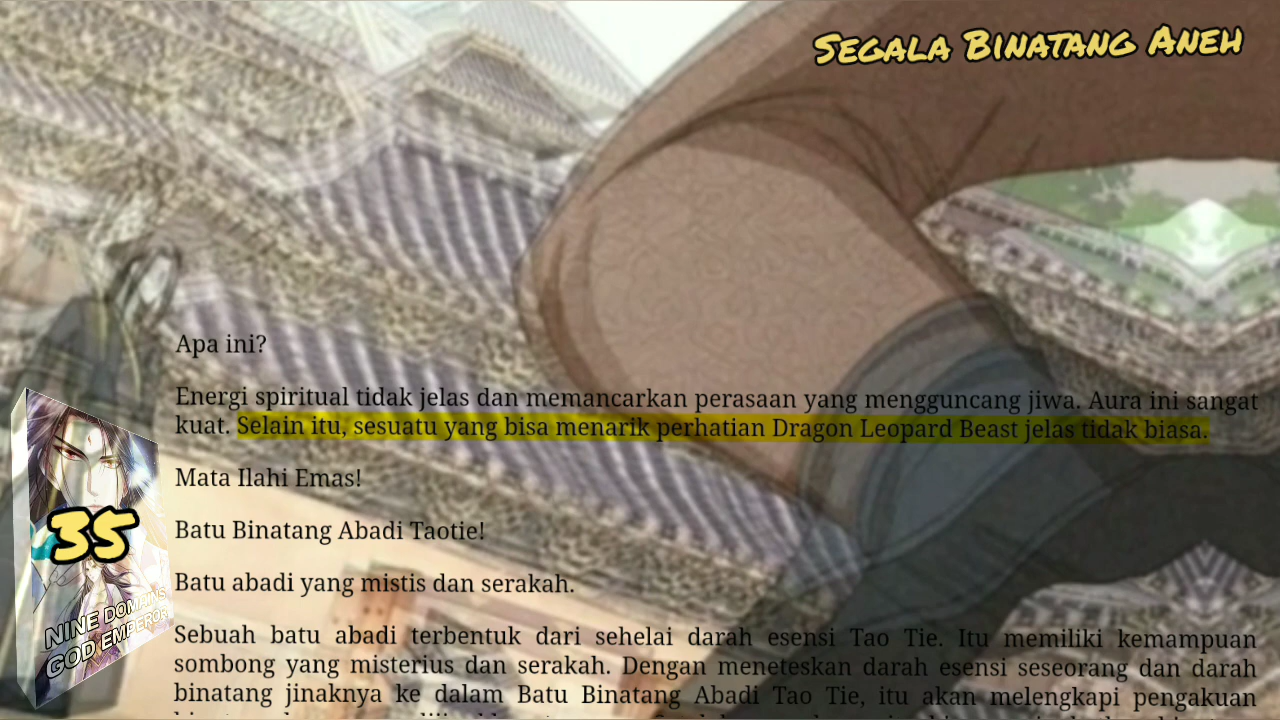 Segala Binatang Aneh
Apa ini?
Energi spiritual tidak jelas dan memancarkan perasaan yang mengguncang jiwa. Aura ini sangat
kuat. Selain itu, sesuatu yang bisa menarik perhatian Dragon Leopard Beast jelas tidak biasa.
Mata Ilahi Emas!
Batu Binatang Abadi Taotie!
Batu abadi yang mistis dan serakah.
Sebuah batu abadi terbentuk dari sehelai darah esensi Tao Tie. Itu memiliki kemampuan
sombong yang misterius dan serakah. Dengan meneteskan darah esensi seseorang dan darah
binatang jinaknya ke dalam Batu Binatang Abadi Tao Tie, itu akan melengkapi pengakuan
35
NINE DOMAINS
GOD EMPEROR